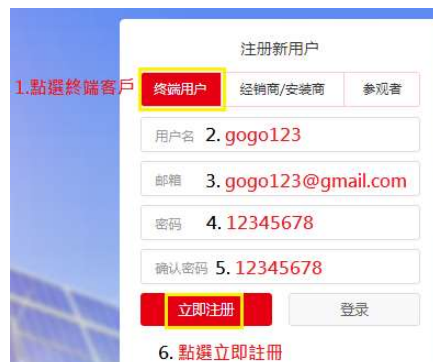 注册新用户
1.點選終端客戶 终端用户 经销商/安装商 参观者
用户名 2. gogo123
邮箱 3. gogo123@gmail.com
密码 4. 12345678
确认密码 5. 12345678
立即注册 登录
6. 點選立即註冊